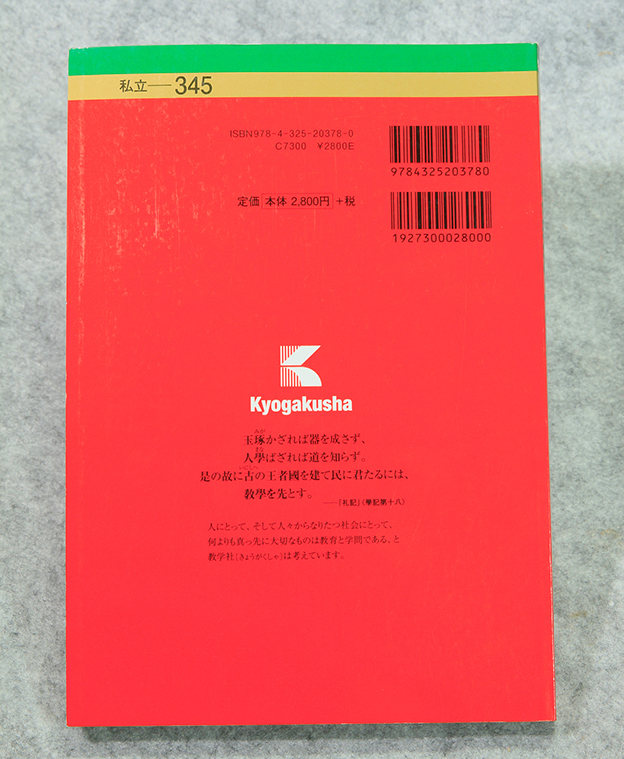 私立──345
ISBN978-4-325-20378-0
C7300 ¥2800E
9784325203780
定価 本体 2,800円 +税
1927300028000
Kyogakusha
玉琢かざれば器を成さず、
人學ばざれば道を知らず。
是の故に古の王者國を建て民に君たるには、
敎學を先とす。
──『礼記』(學記第十八)
人にとって、そして人々からなりたつ社会にとって、
何よりも真っ先に大切なものは教育と学問である、と
教学社[きょうがくしゃ]は考えています。